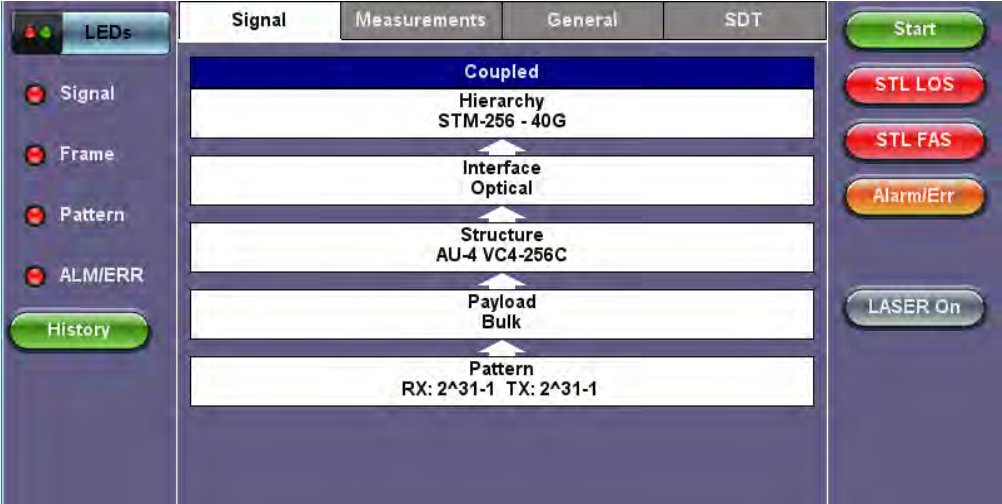 LEDs
Signal
Frame
Pattern
ALM/ERR
History
Signal Measurements General SDT
Coupled
Hierarchy
STM-256 - 40G
Interface
Optical
Structure
AU-4 VC4-256C
Payload
Bulk
Pattern
RX: 2^31-1 TX: 2^31-1
Start
STL LOS
STL FAS
Alarm/Err
LASER On